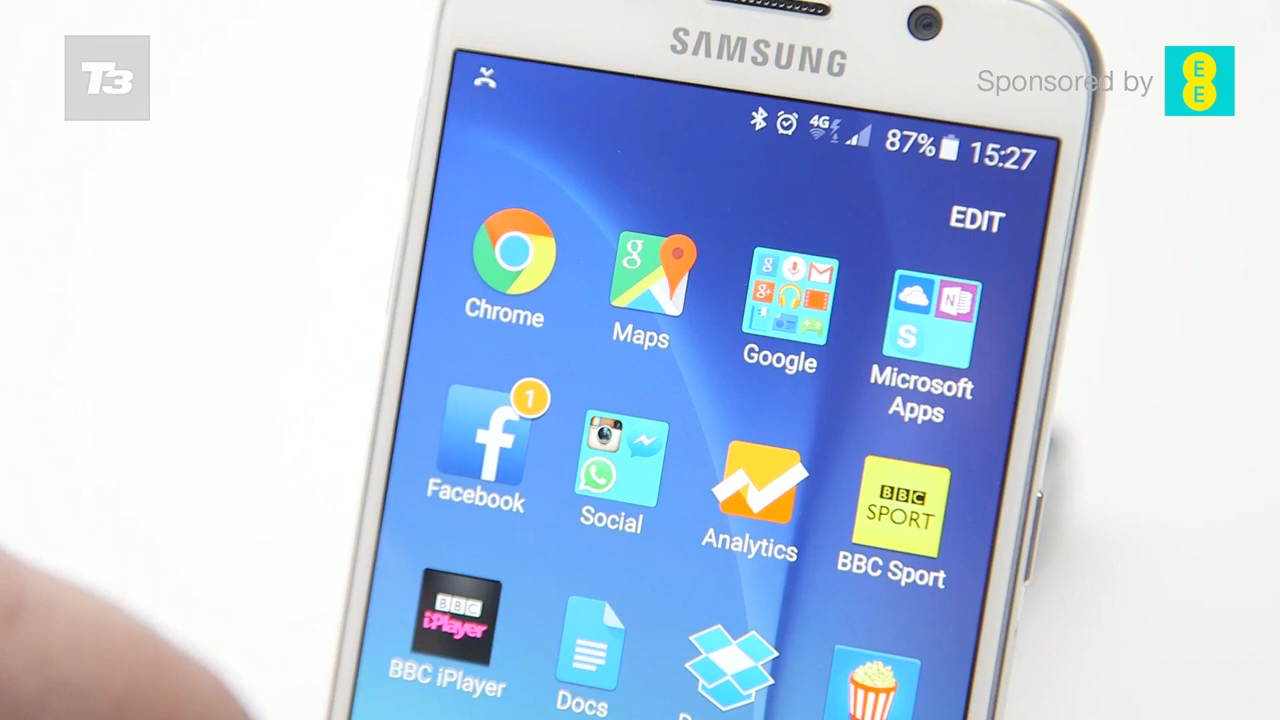 T3
SAMSUNG
Sponsored by
EE
4G
87%
15:27
EDIT
Chrome
Maps
Google
Microsoft
Apps
1
Facebook
Social
Analytics
BBC
SPORT
BBC Sport
BBC
iPlayer
BBC iPlayer
Docs